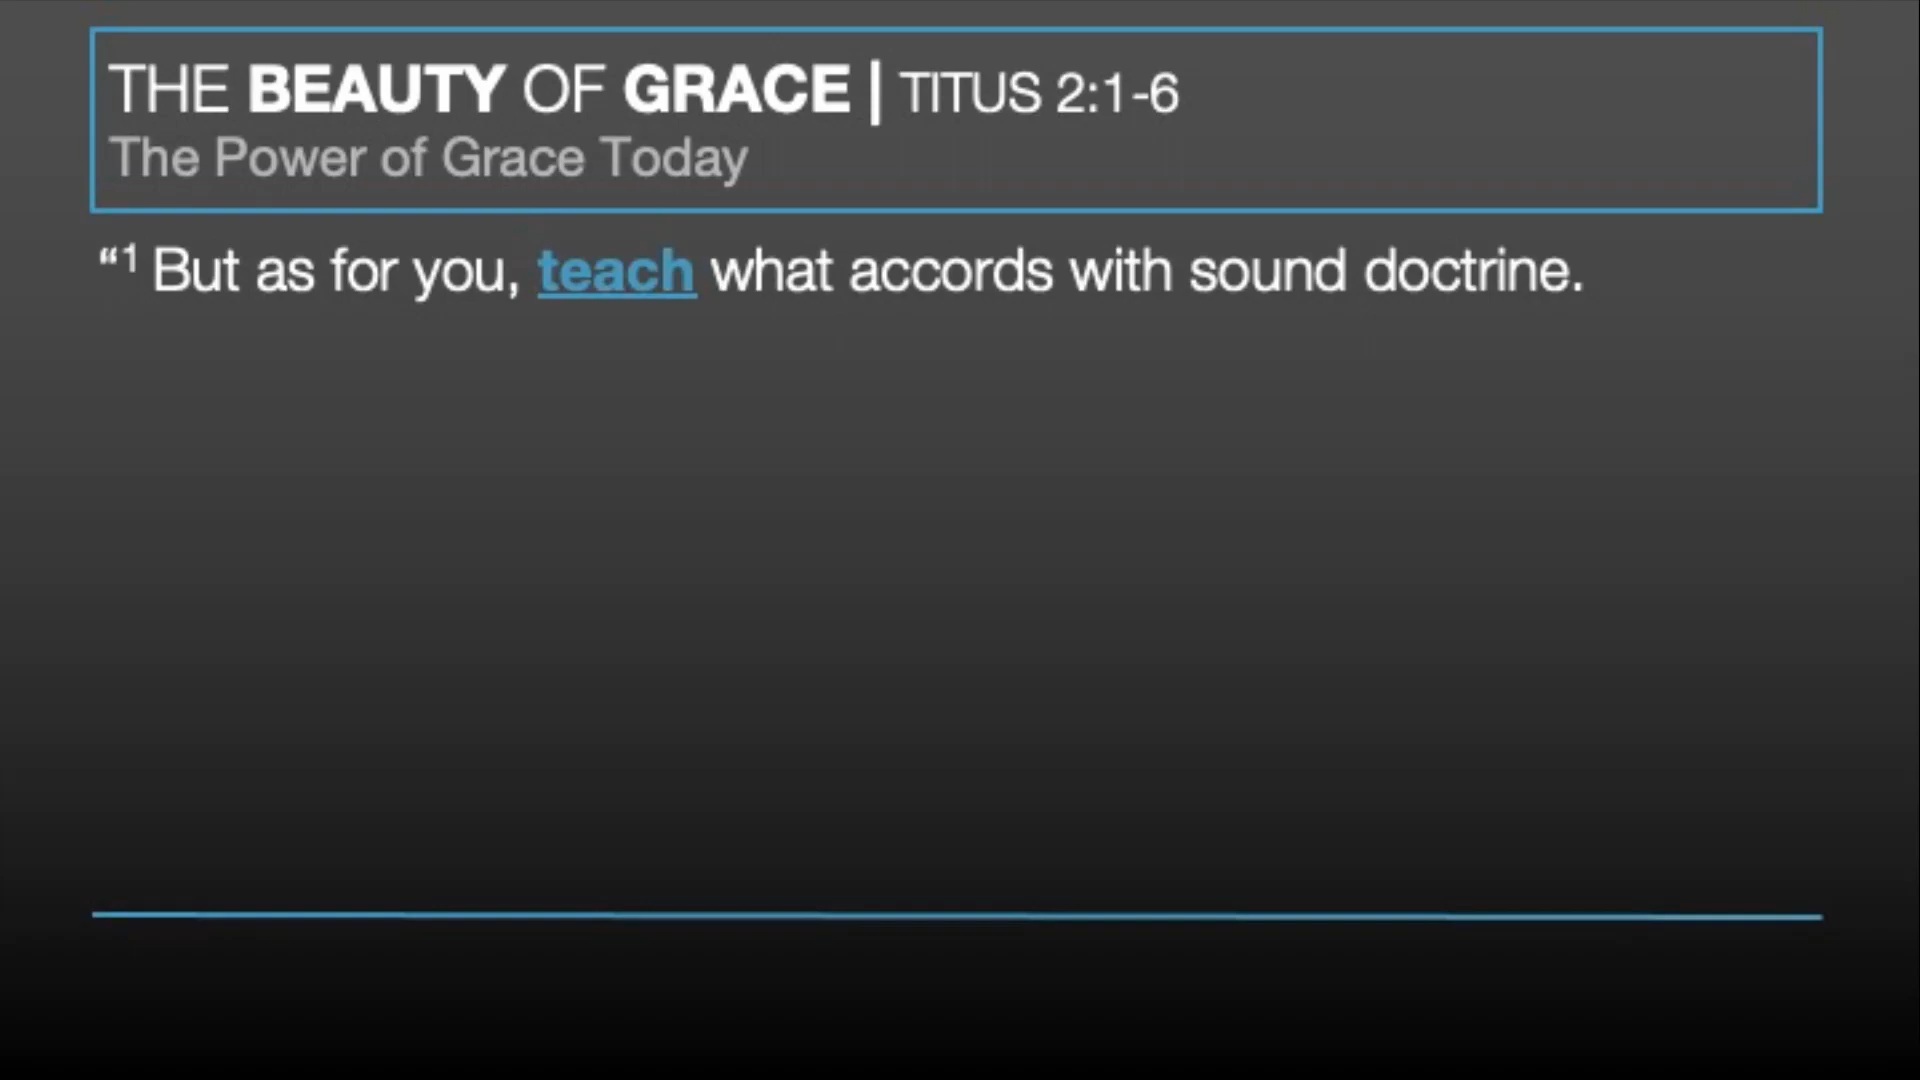 THE BEAUTY OF GRACE | TITUS 2:1-6
The Power of Grace Today
“¹ But as for you, teach what accords with sound doctrine.